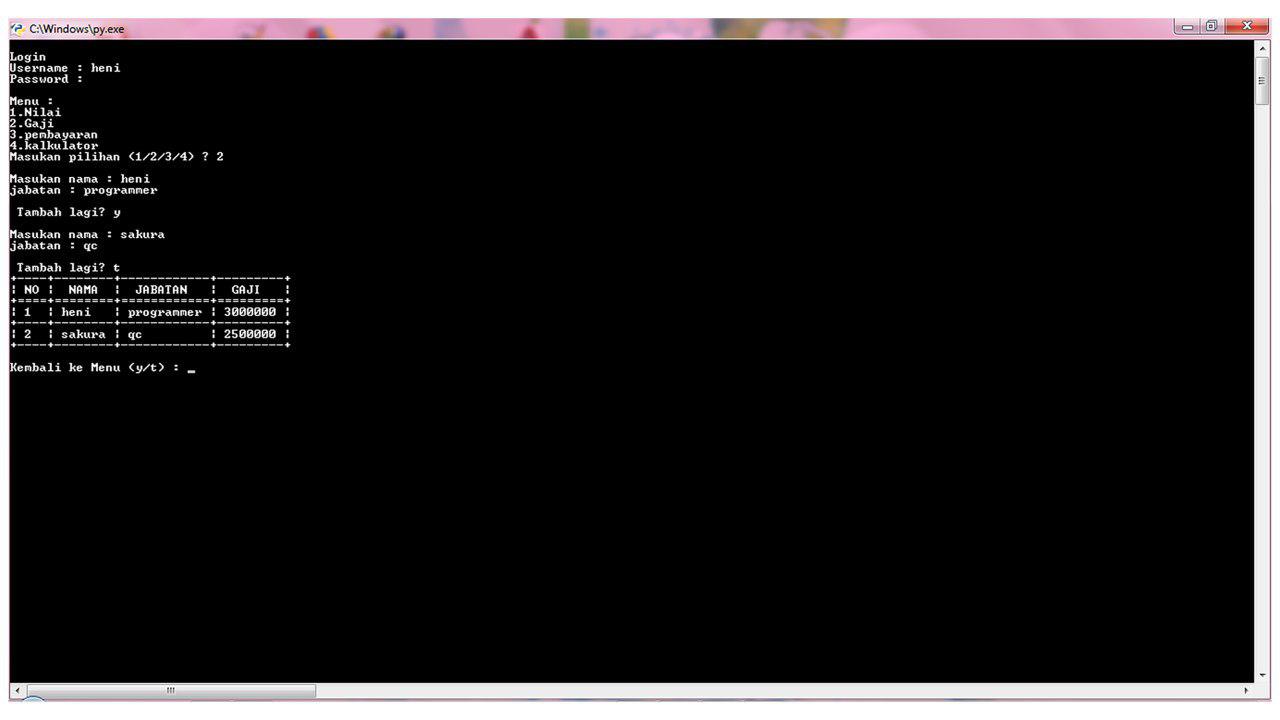 C:\Windows\py.exe
Login
Username : heni
Password :
Menu :
1.Nilai
2.Gaji
3.pembayaran
4.kalkulator
Masukan pilihan (1/2/3/4) ? 2
Masukan nama : heni
jabatan : programmer
Tambah lagi? y
Masukan nama : sakura
jabatan : qc
Tambah lagi? t
+----+--------+------------+---------+
| NO | NAMA | JABATAN | GAJI |
+====+========+============+=========+
| 1 | heni | programmer | 3000000 |
+----+--------+------------+---------+
| 2 | sakura | qc | 2500000 |
+----+--------+------------+---------+
Kembali ke Menu (y/t) : _